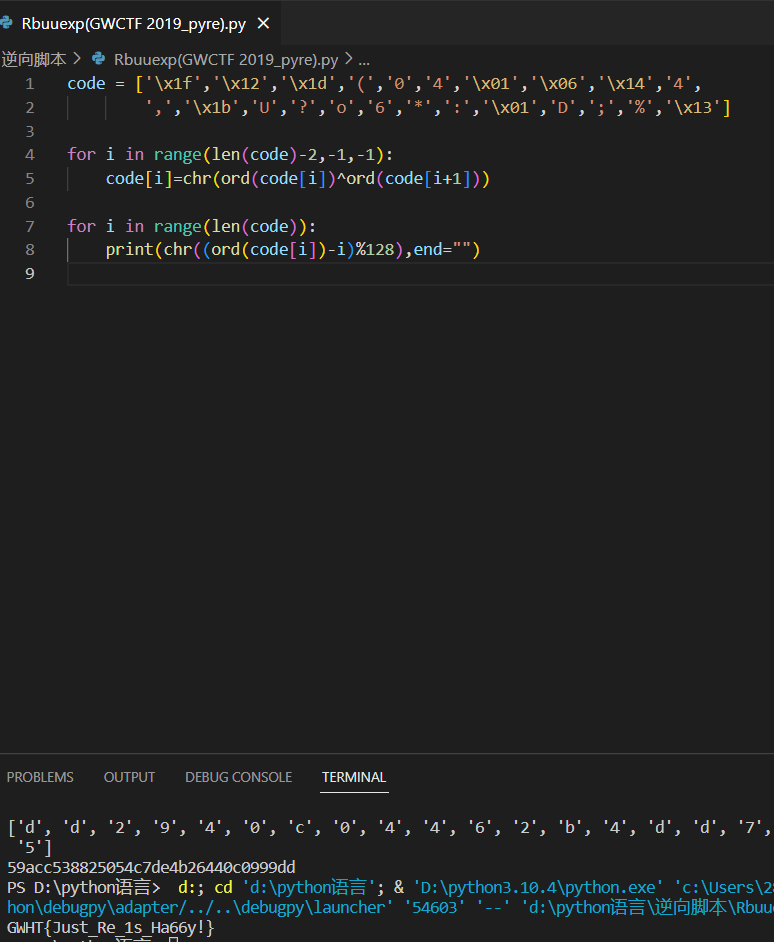 Rbuuexp(GWCTF 2019_pyre).py ×
逆向脚本 > Rbuuexp(GWCTF 2019_pyre).py > ...
1 code = ['\x1f','\x12','\x1d','(','0','4','\x01','\x06','\x14','4',
2 ',','\x1b','U','?','o','6','*',':','\x01','D',';','%','\x13']
3
4 for i in range(len(code)-2,-1,-1):
5 code[i]=chr(ord(code[i])^ord(code[i+1]))
6
7 for i in range(len(code)):
8 print(chr((ord(code[i])-i)%128),end="")
9
PROBLEMS OUTPUT DEBUG CONSOLE TERMINAL
['d', 'd', '2', '9', '4', '0', 'c', '0', '4', '4', '6', '2', 'b', '4', 'd', 'd', '7',
'5']
59acc538825054c7de4b26440c0999dd
PS D:\python语言> d:; cd 'd:\python语言'; & 'D:\python3.10.4\python.exe' 'c:\Users\28
hon\debugpy\adapter/../..\debugpy\launcher' '54603' '--' 'd:\python语言\逆向脚本\Rbuu
GWHT{Just_Re_1s_Ha66y!}